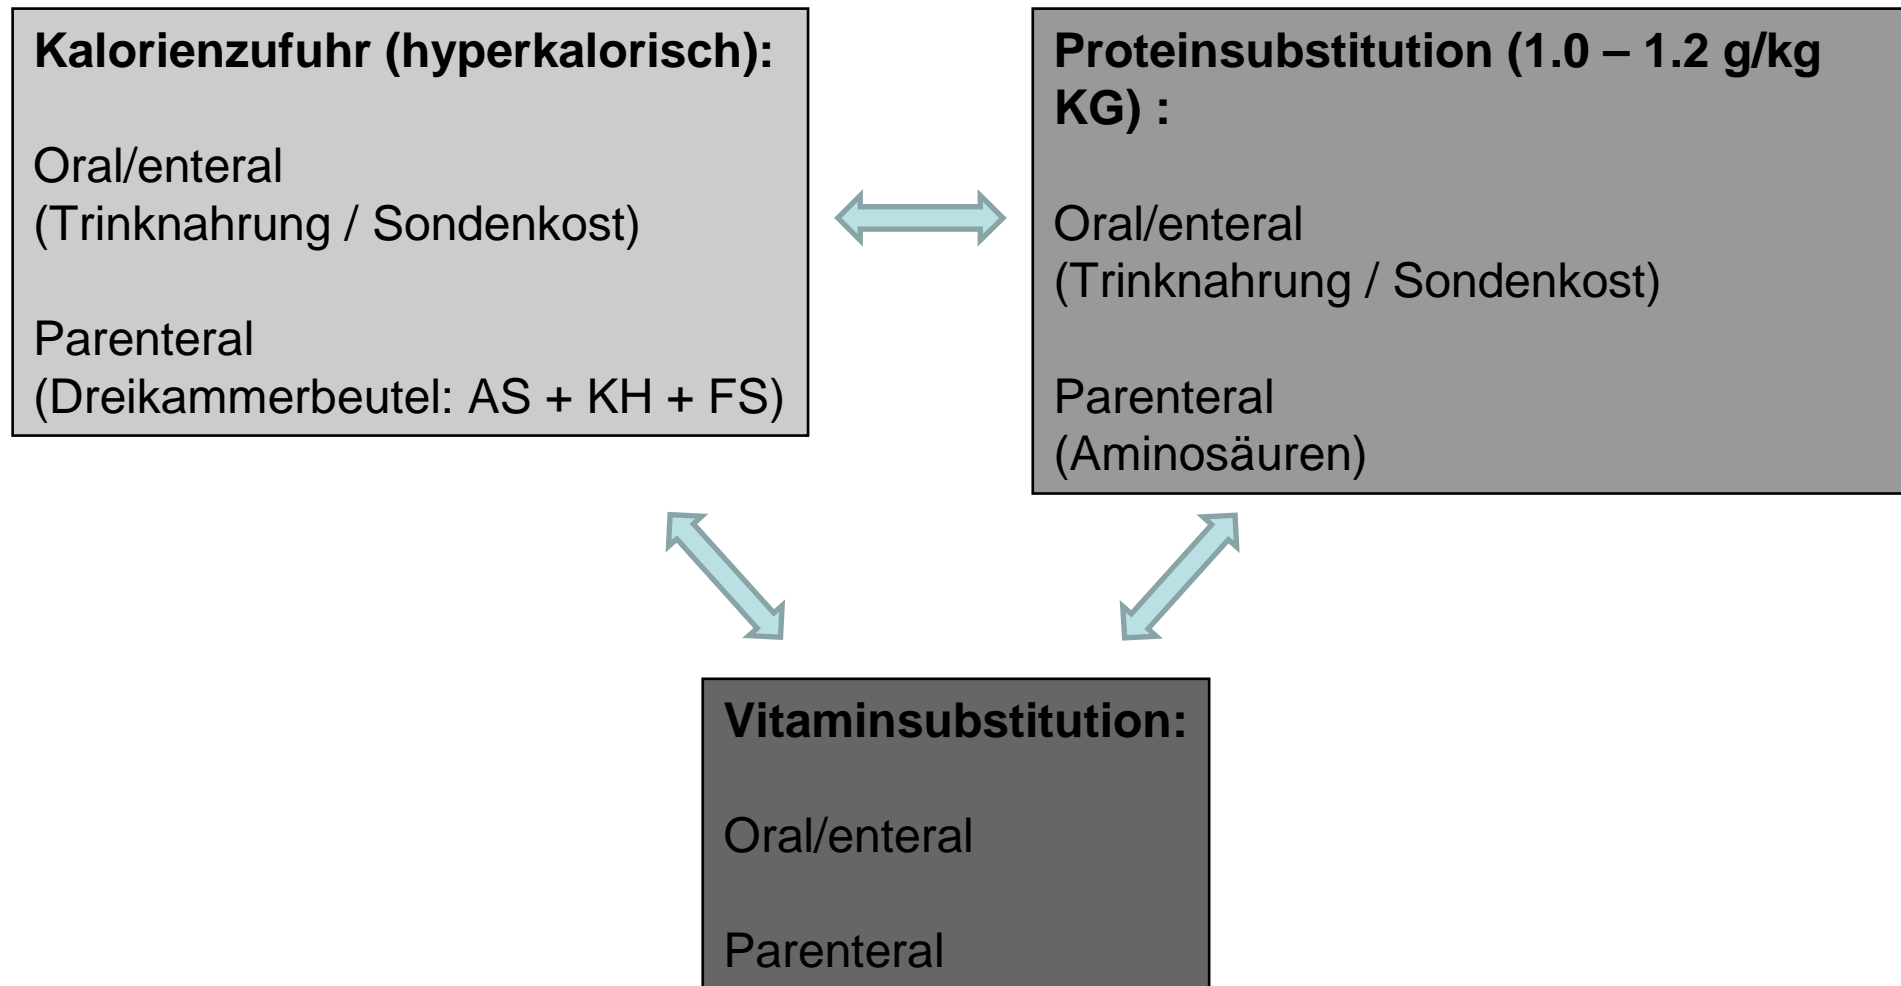 Kalorienzufuhr (hyperkalorisch):
Oral/enteral
(Trinknahrung / Sondenkost)
Parenteral
(Dreikammerbeutel: AS + KH + FS)
Proteinsubstitution (1.0 – 1.2 g/kg
KG) :
Oral/enteral
(Trinknahrung / Sondenkost)
Parenteral
(Aminosäuren)
Vitaminsubstitution:
Oral/enteral
Parenteral